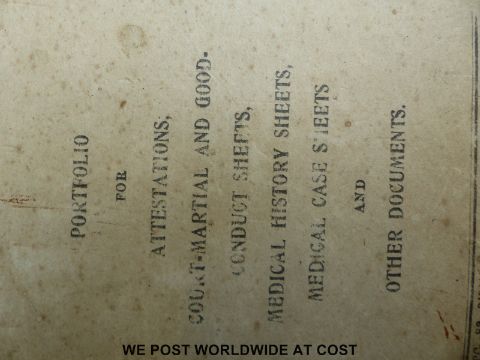 PORTFOLIO
FOR
ATTESTATIONS,
COURT-MARTIAL AND GOOD.
CONDUCT SHEETS,
MEDICAL HISTORY SHEETS,
MEDICAL CASE SHEETS
AND
OTHER DOCUMENTS.
WE POST WORLDWIDE AT COST